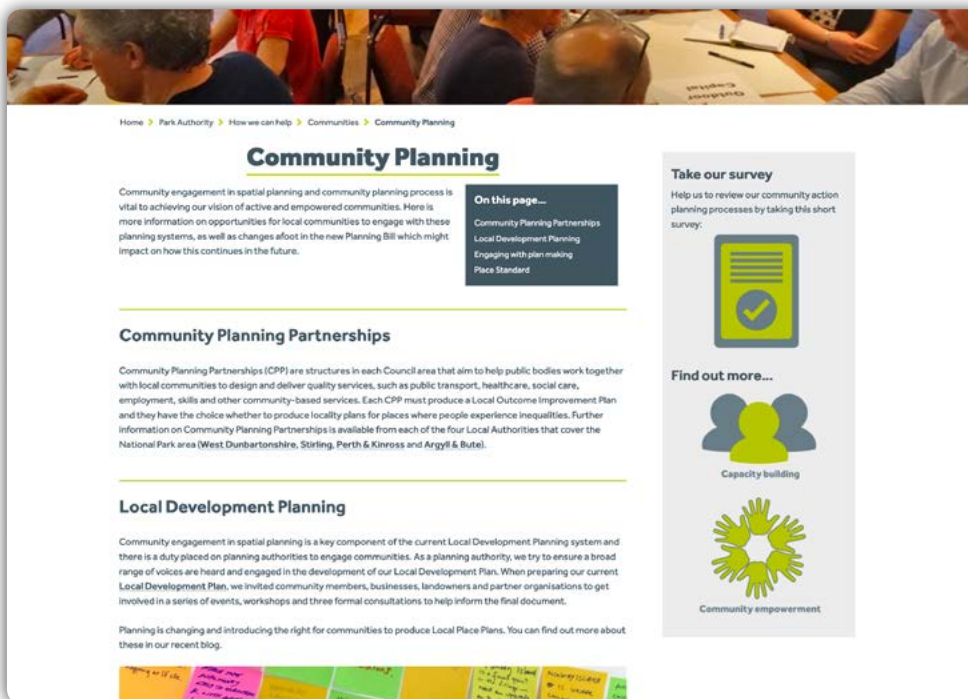 Outdoor
Capital
Home > Park Authority > How we can help > Communities > Community Planning
Community Planning
Community engagement in spatial planning and community planning process is
vital to achieving our vision of active and empowered communities. Here is
more information on opportunities for local communities to engage with these
planning systems, as well as changes afoot in the new Planning Bill which might
impact on how this continues in the future.
On this page...
Community Planning Partnerships
Local Development Planning
Engaging with plan making
Place Standard
Community Planning Partnerships
Community Planning Partnerships (CPP) are structures in each Council area that aim to help public bodies work together
with local communities to design and deliver quality services, such as public transport, healthcare, social care,
employment, skills and other community-based services. Each CPP must produce a Local Outcome Improvement Plan
and they have the choice whether to produce locality plans for places where people experience inequalities. Further
information on Community Planning Partnerships is available from each of the four Local Authorities that cover the
National Park area (West Dunbartonshire, Stirling, Perth & Kinross and Argyll & Bute).
Local Development Planning
Community engagement in spatial planning is a key component of the current Local Development Planning system and
there is a duty placed on planning authorities to engage communities. As a planning authority, we try to ensure a broad
range of voices are heard and engaged in the development of our Local Development Plan. When preparing our current
Local Development Plan, we invited community members, businesses, landowners and partner organisations to get
involved in a series of events, workshops and three formal consultations to help inform the final document.
Planning is changing and introducing the right for communities to produce Local Place Plans. You can find out more about
these in our recent blog.
Take our survey
Help us to review our community action
planning processes by taking this short
survey:
Find out more...
Capacity building
Community empowerment